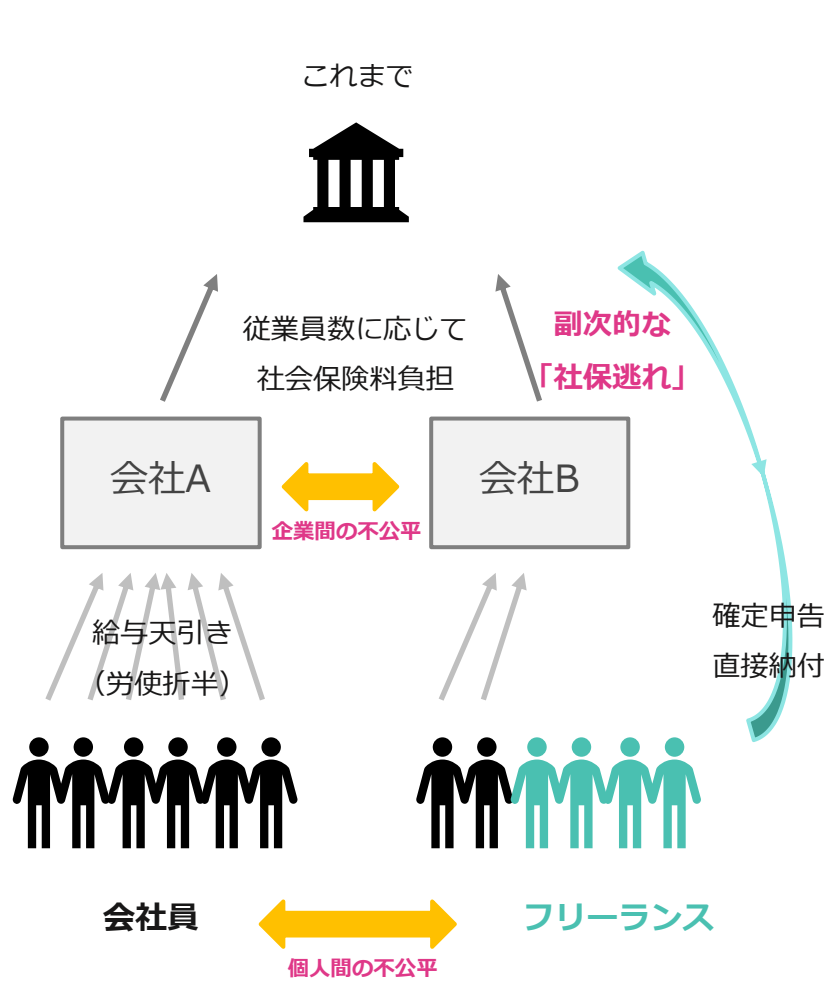 これまで
従業員数に応じて
社会保険料負担
副次的な
「社保逃れ」
会社A
会社B
企業間の不公平
給与天引き
（労使折半）
確定申告
直接納付
会社員
フリーランス
個人間の不公平